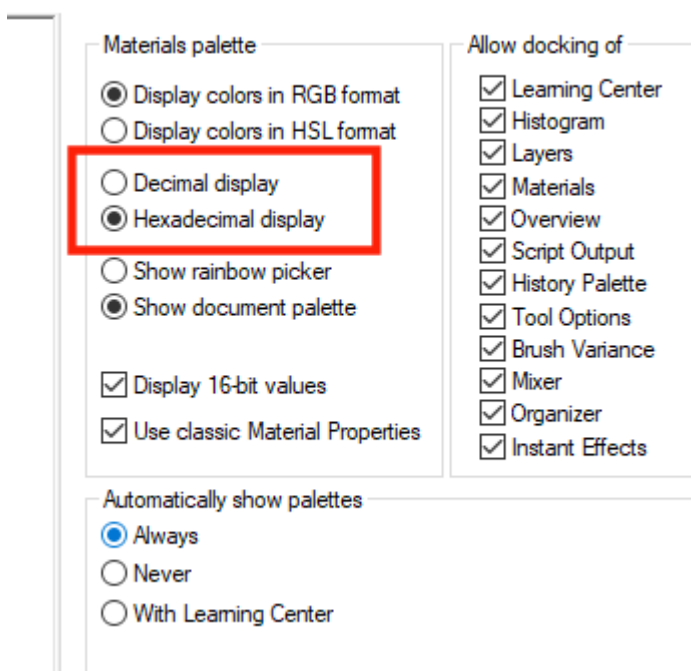 Materials palette
Display colors in RGB format
Display colors in HSL format
Decimal display
Hexadecimal display
Show rainbow picker
Show document palette
Display 16-bit values
Use classic Material Properties
Allow docking of
Learning Center
Histogram
Layers
Materials
Overview
Script Output
History Palette
Tool Options
Brush Variance
Mixer
Organizer
Instant Effects
Automatically show palettes
Always
Never
With Learning Center